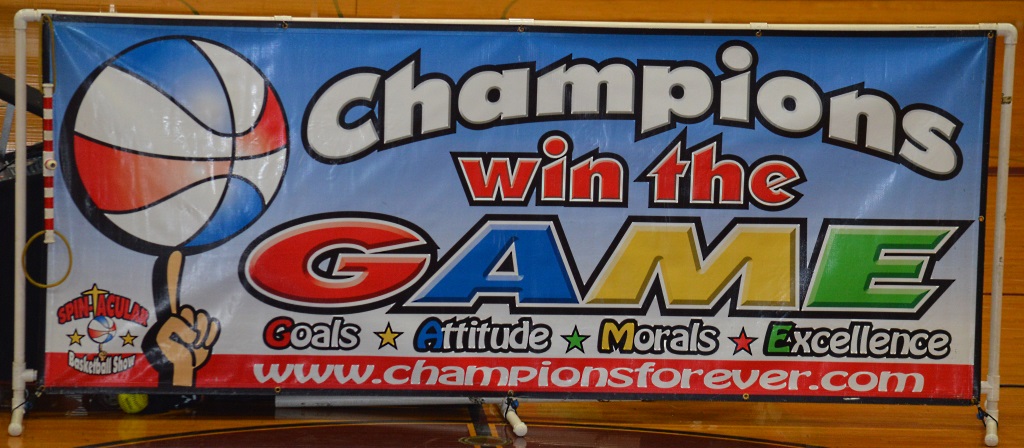 Champions
win the
GAME
Goals Attitude Morals Excellence
SPIN-TACULAR
Basketball Show
www.championsforever.com